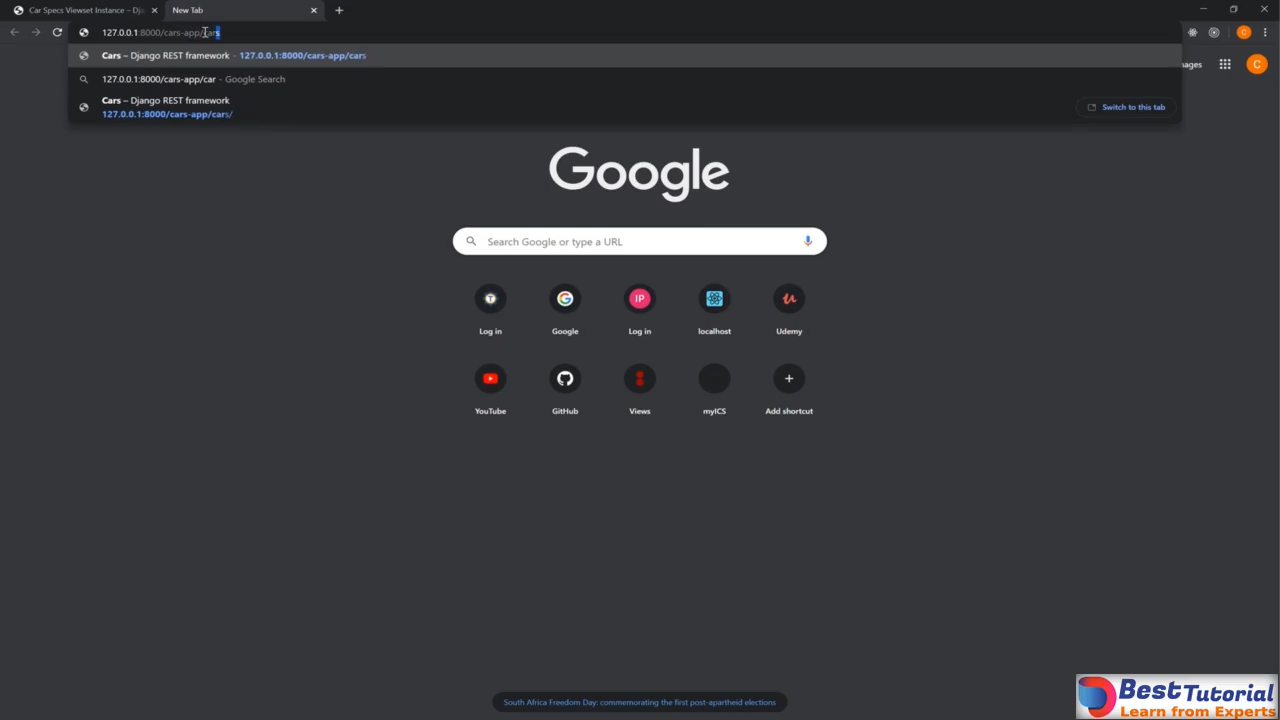 Car Specs Viewset Instance – Dja
New Tab
127.0.0.1:8000/cars-app/cars
Cars – Django REST framework - 127.0.0.1:8000/cars-app/cars
127.0.0.1:8000/cars-app/car - Google Search
Cars – Django REST framework
127.0.0.1:8000/cars-app/cars/
Switch to this tab
ages
C
C
Google
Search Google or type a URL
T
G
IP
Log in
Google
Log in
localhost
Udemy
YouTube
GitHub
Views
myICS
Add shortcut
South Africa Freedom Day: commemorating the first post-apartheid elections
Best Tutorial
Learn from Experts